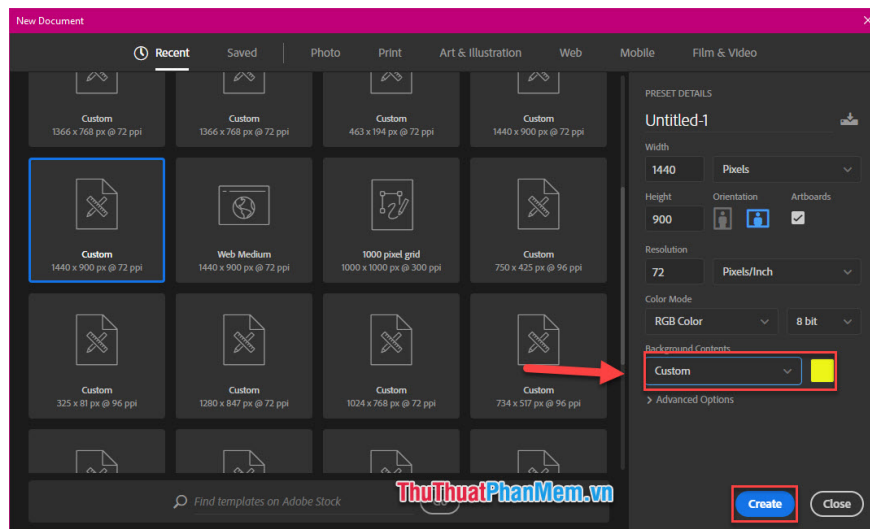 New Document
Recent Saved Photo Print Art & Illustration Web Mobile Film & Video
Custom Custom Custom Custom
1366 x 768 px @ 72 ppi 1366 x 768 px @ 72 ppi 463 x 194 px @ 72 ppi 1440 x 900 px @ 72 ppi
Custom Web Medium 1000 pixel grid Custom
1440 x 900 px @ 72 ppi 1440 x 900 px @ 72 ppi 1000 x 1000 px @ 300 ppi 750 x 425 px @ 96 ppi
Custom Custom Custom Custom
325 x 81 px @ 96 ppi 1280 x 847 px @ 72 ppi 1024 x 768 px @ 72 ppi 734 x 517 px @ 96 ppi
Find templates on Adobe Stock Go
ThuThuatPhanMem.vn
PRESET DETAILS
Untitled-1
Width
1440 Pixels
Height Orientation Artboards
900
Resolution
72 Pixels/Inch
Color Mode
RGB Color 8 bit
Background Contents
Custom
Advanced Options
Create Close